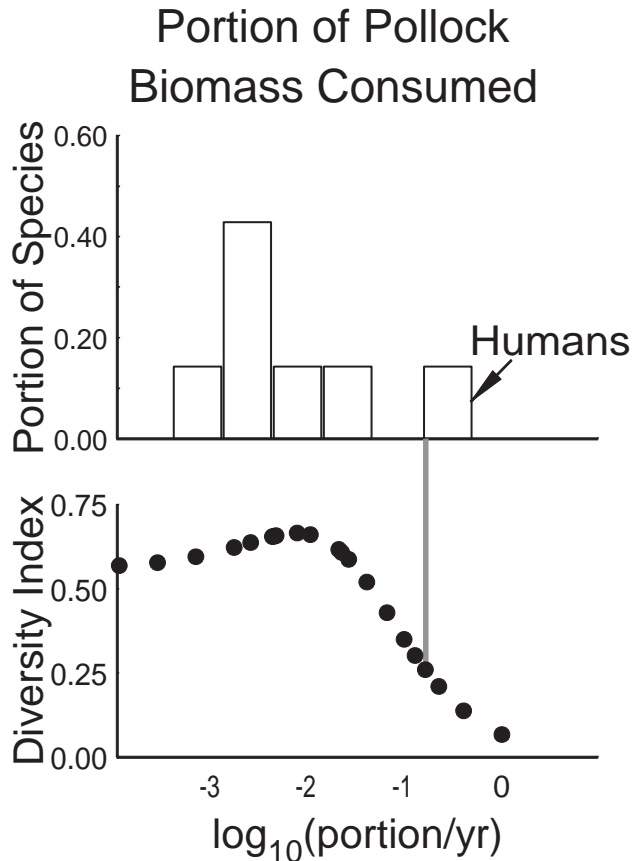 Portion of Pollock
Biomass Consumed
Portion of Species
0.60
0.40
0.20
0.00
Humans
Diversity Index
0.75
0.50
0.25
0.00
-3 -2 -1 0
log₁₀(portion/yr)